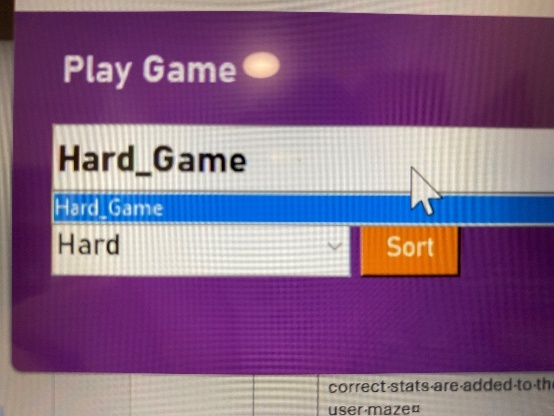 Play Game
Hard_Game
Hard_Game
Hard
Sort
correct·stats·are·added·to·the
user·maze¤